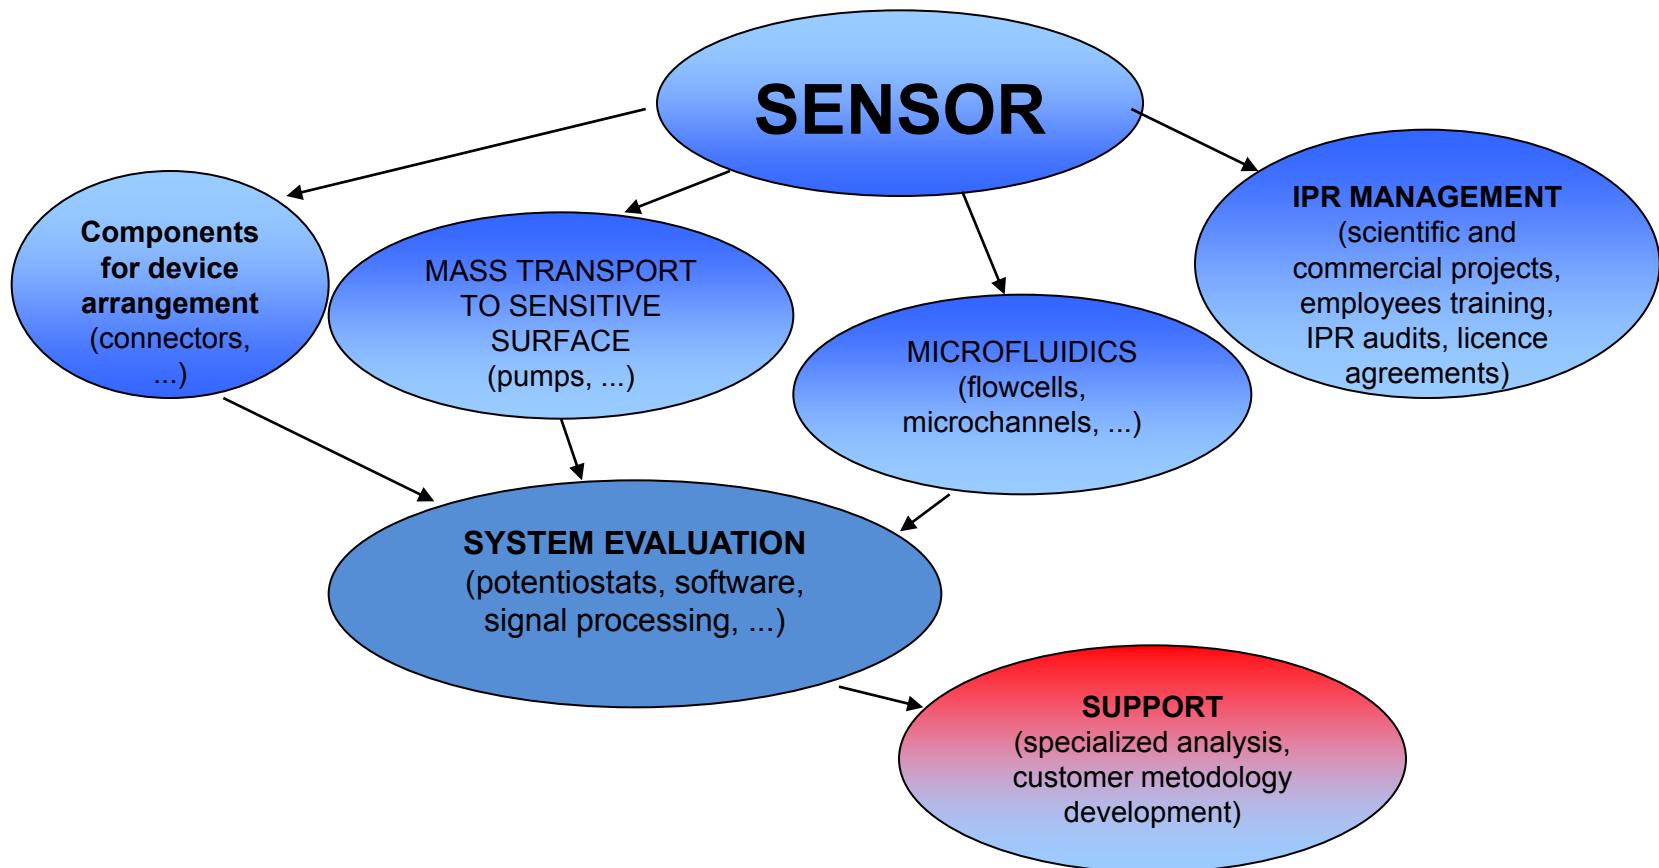 SENSOR
Components
for device
arrangement
(connectors,
...)
MASS TRANSPORT
TO SENSITIVE
SURFACE
(pumps, ...)
MICROFLUIDICS
(flowcells,
microchannels, ...)
IPR MANAGEMENT
(scientific and
commercial projects,
employees training,
IPR audits, licence
agreements)
SYSTEM EVALUATION
(potentiostats, software,
signal processing, ...)
SUPPORT
(specialized analysis,
customer metodology
development)